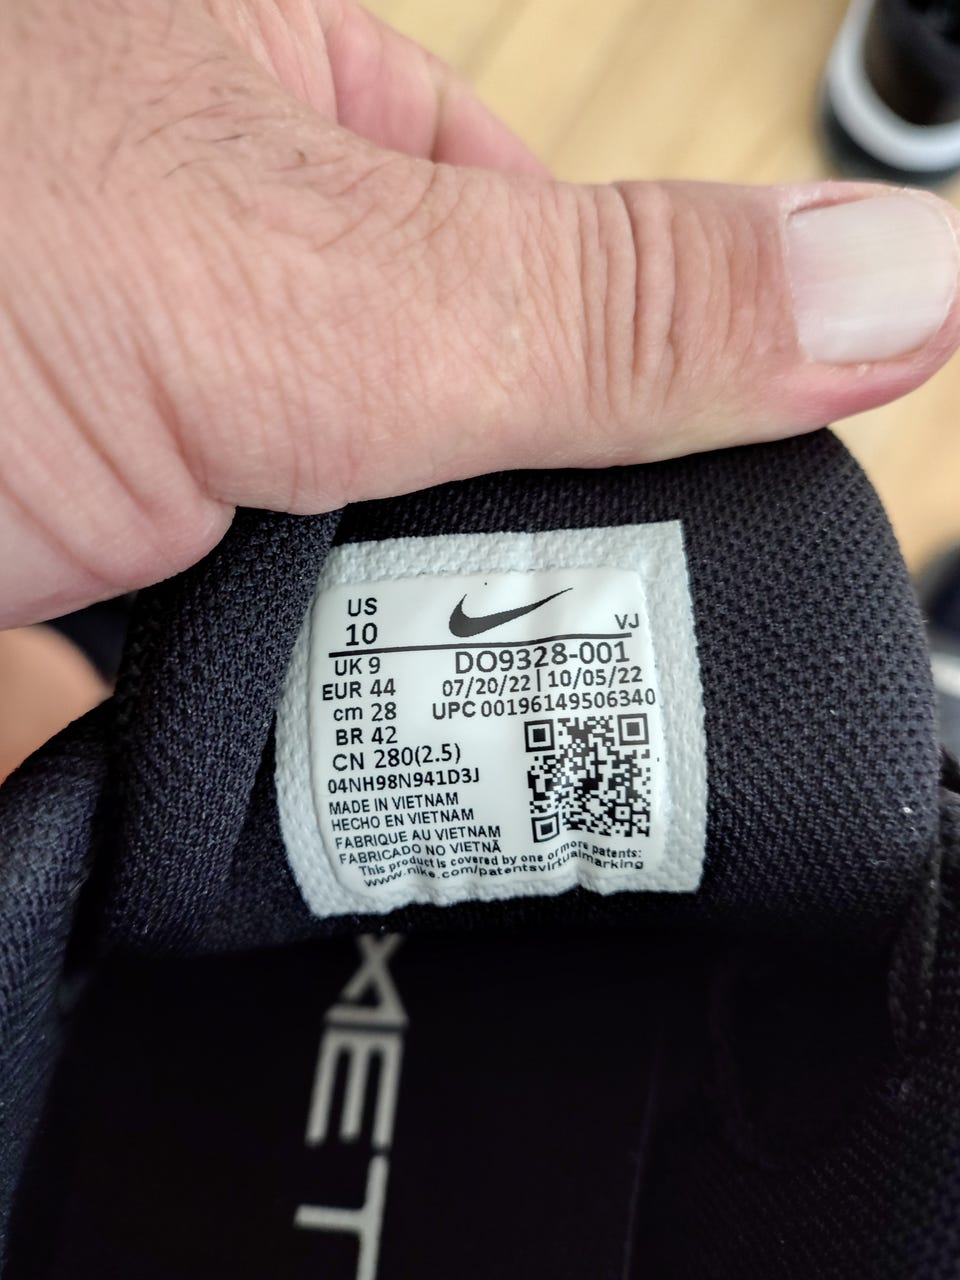 US
10
VJ
UK 9
DO9328-001
EUR 44
07/20/22 | 10/05/22
cm 28
UPC 00196149506340
BR 42
CN 280(2.5)
04NH98N941D3J
MADE IN VIETNAM
HECHO EN VIETNAM
FABRIQUE AU VIETNAM
FABRICADO NO VIETNÃ
This product is covered by one or more patents:
www.nike.com/patentsvirtualmarking